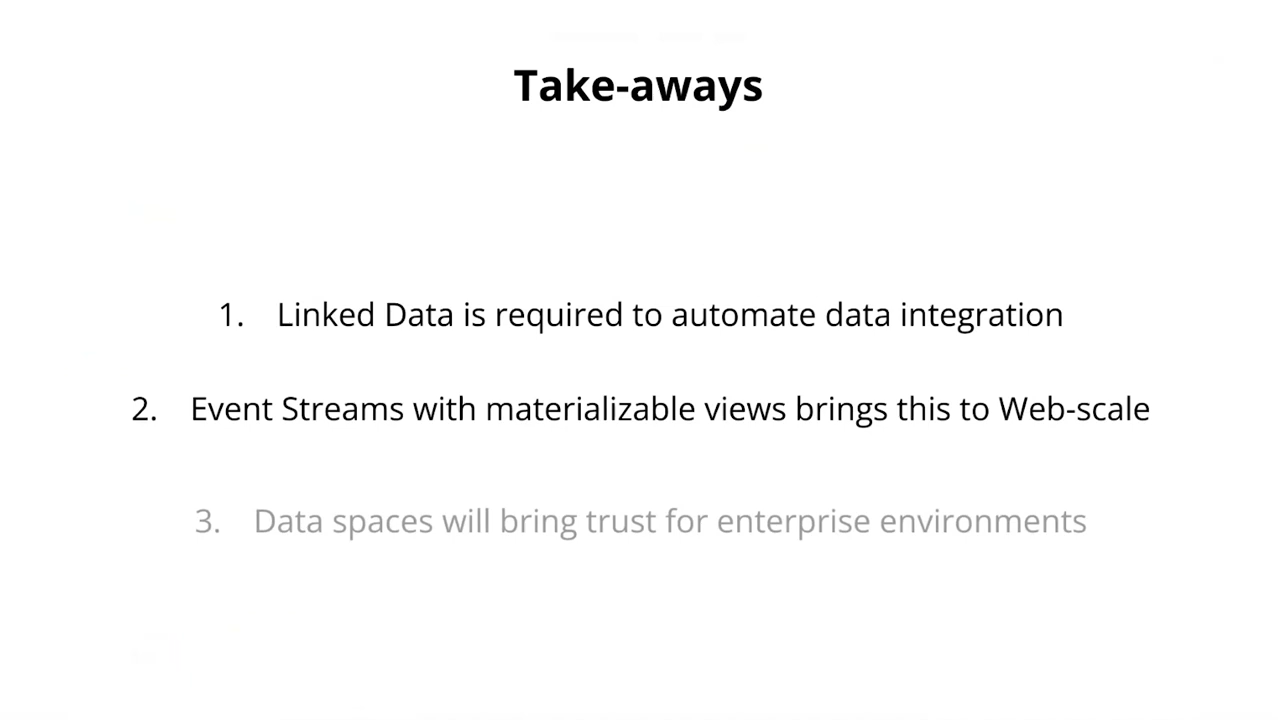 Take-aways
1. Linked Data is required to automate data integration
2. Event Streams with materializable views brings this to Web-scale
3. Data spaces will bring trust for enterprise environments